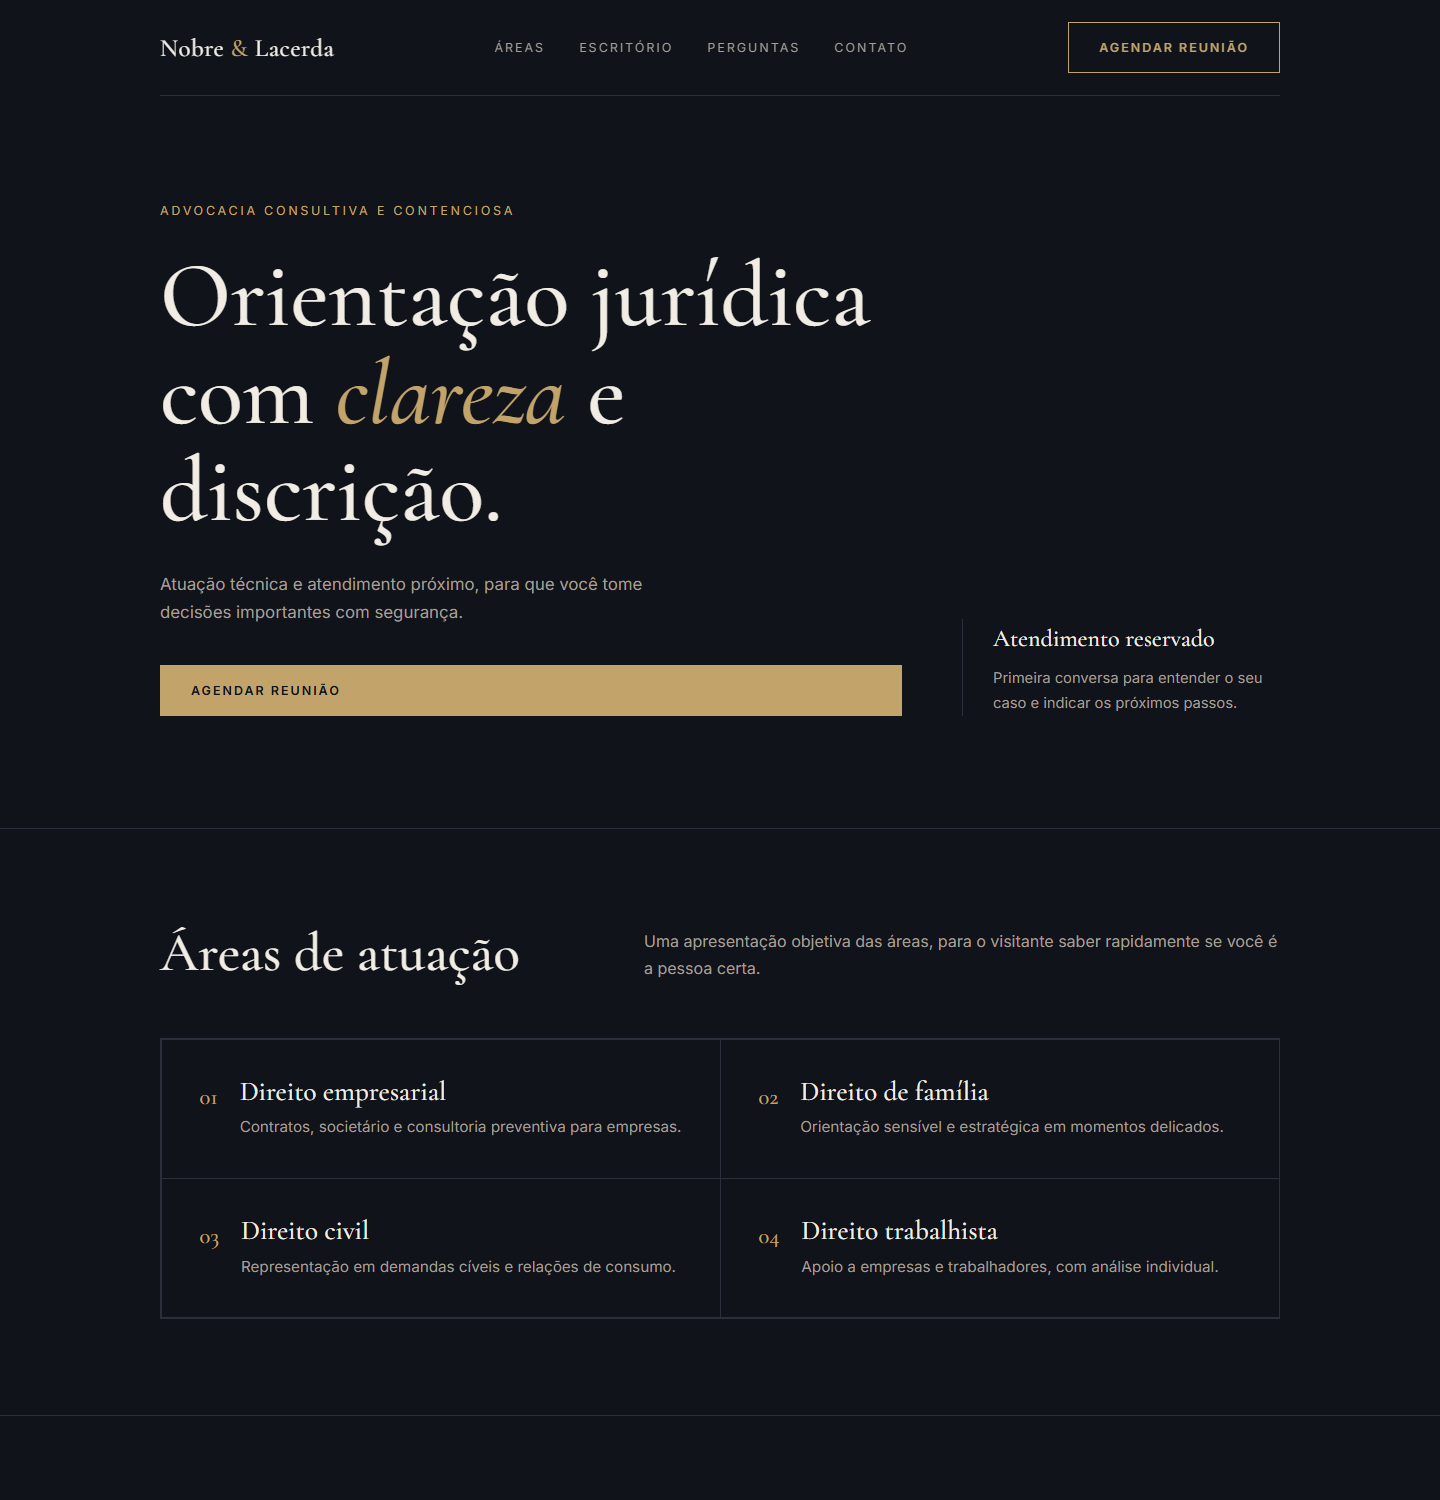 Nobre & Lacerda
ÁREAS
ESCRITÓRIO
PERGUNTAS
CONTATO
AGENDAR REUNIÃO
ADVOCACIA CONSULTIVA E CONTENCIOSA
Orientação jurídica
com clareza e
discrição.
Atuação técnica e atendimento próximo, para que você tome
decisões importantes com segurança.
AGENDAR REUNIÃO
Atendimento reservado
Primeira conversa para entender o seu
caso e indicar os próximos passos.
Áreas de atuação
Uma apresentação objetiva das áreas, para o visitante saber rapidamente se você é
a pessoa certa.
01
Direito empresarial
Contratos, societário e consultoria preventiva para empresas.
02
Direito de família
Orientação sensível e estratégica em momentos delicados.
03
Direito civil
Representação em demandas cíveis e relações de consumo.
04
Direito trabalhista
Apoio a empresas e trabalhadores, com análise individual.